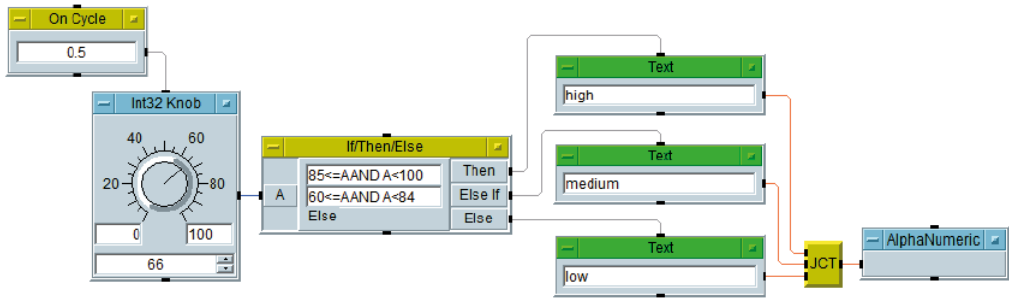 On Cycle
0.5
Int32 Knob
40 60
20 80
0 100
66
If/Then/Else
A
85<=AAND A<100
60<=AAND A<84
Else
Then
Else If
Else
Text
high
Text
medium
Text
low
JCT
AlphaNumeric